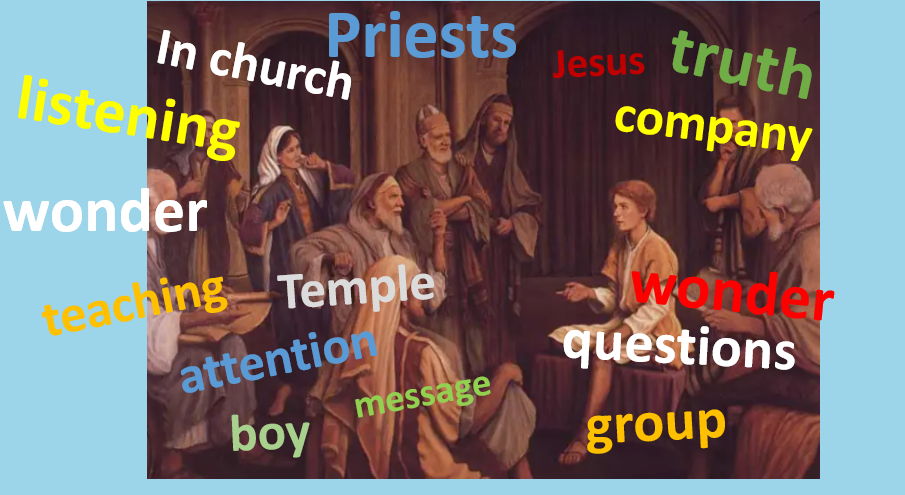 Priests
In church
Jesus
truth
listening
company
wonder
teaching
Temple
wonder
attention
questions
message
boy
group